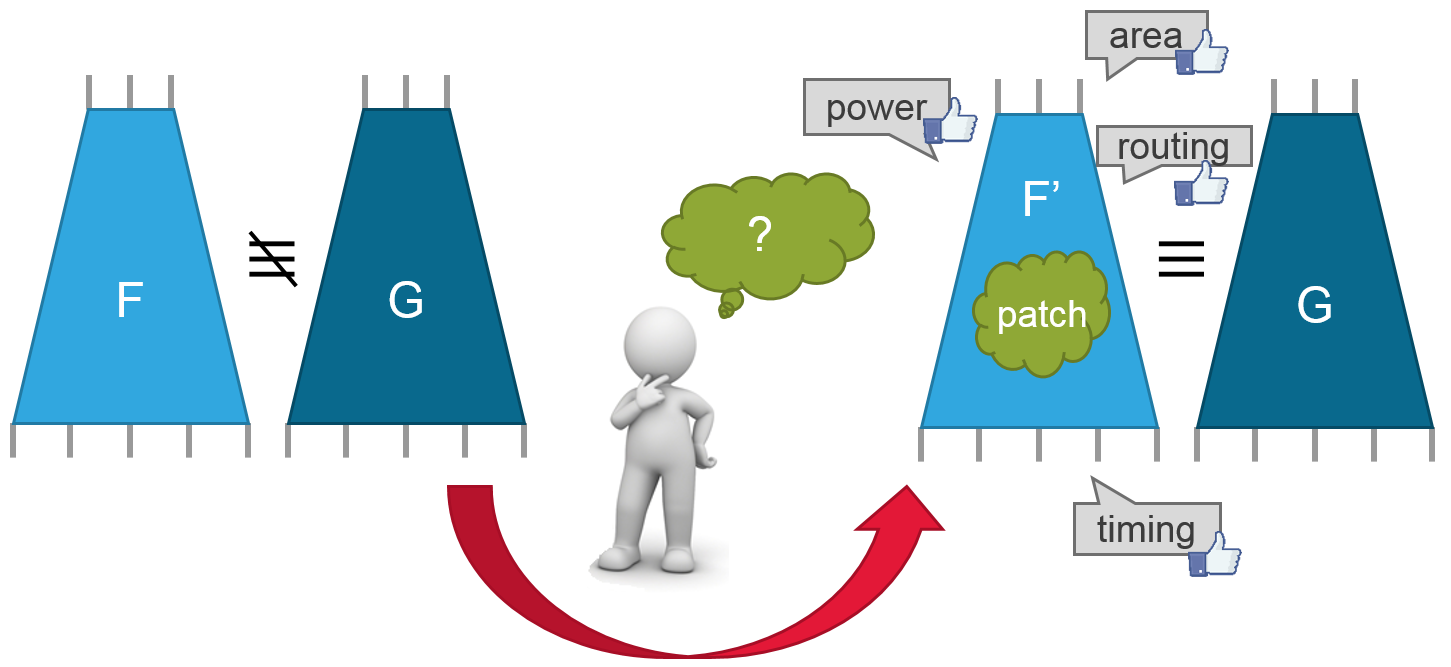 F
≢
G
?
area
power
routing
F’
patch
≡
G
timing